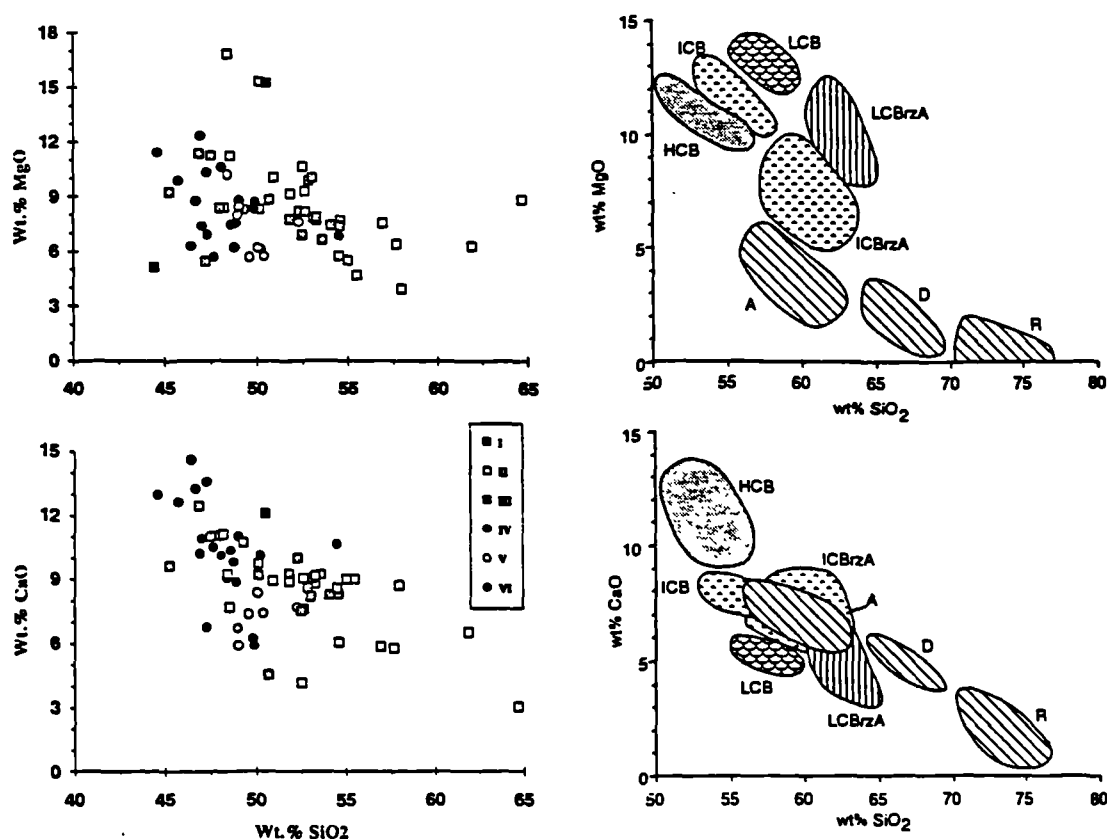 Wt.% MgO
18
15
12
9
6
3
0
40
45
50
55
60
65
wt% MgO
15
10
5
0
50
55
60
65
70
75
80
wt% SiO2
ICB
LCB
HCB
LCBrzA
ICBrzA
A
D
R
Wt.% CaO
15
12
9
6
3
0
40
45
50
55
60
65
Wt.% SiO2
I
II
III
IV
V
VI
wt% CaO
15
10
5
0
50
55
60
65
70
75
80
wt% SiO2
HCB
ICB
ICBrzA
A
LCB
LCBrzA
D
R